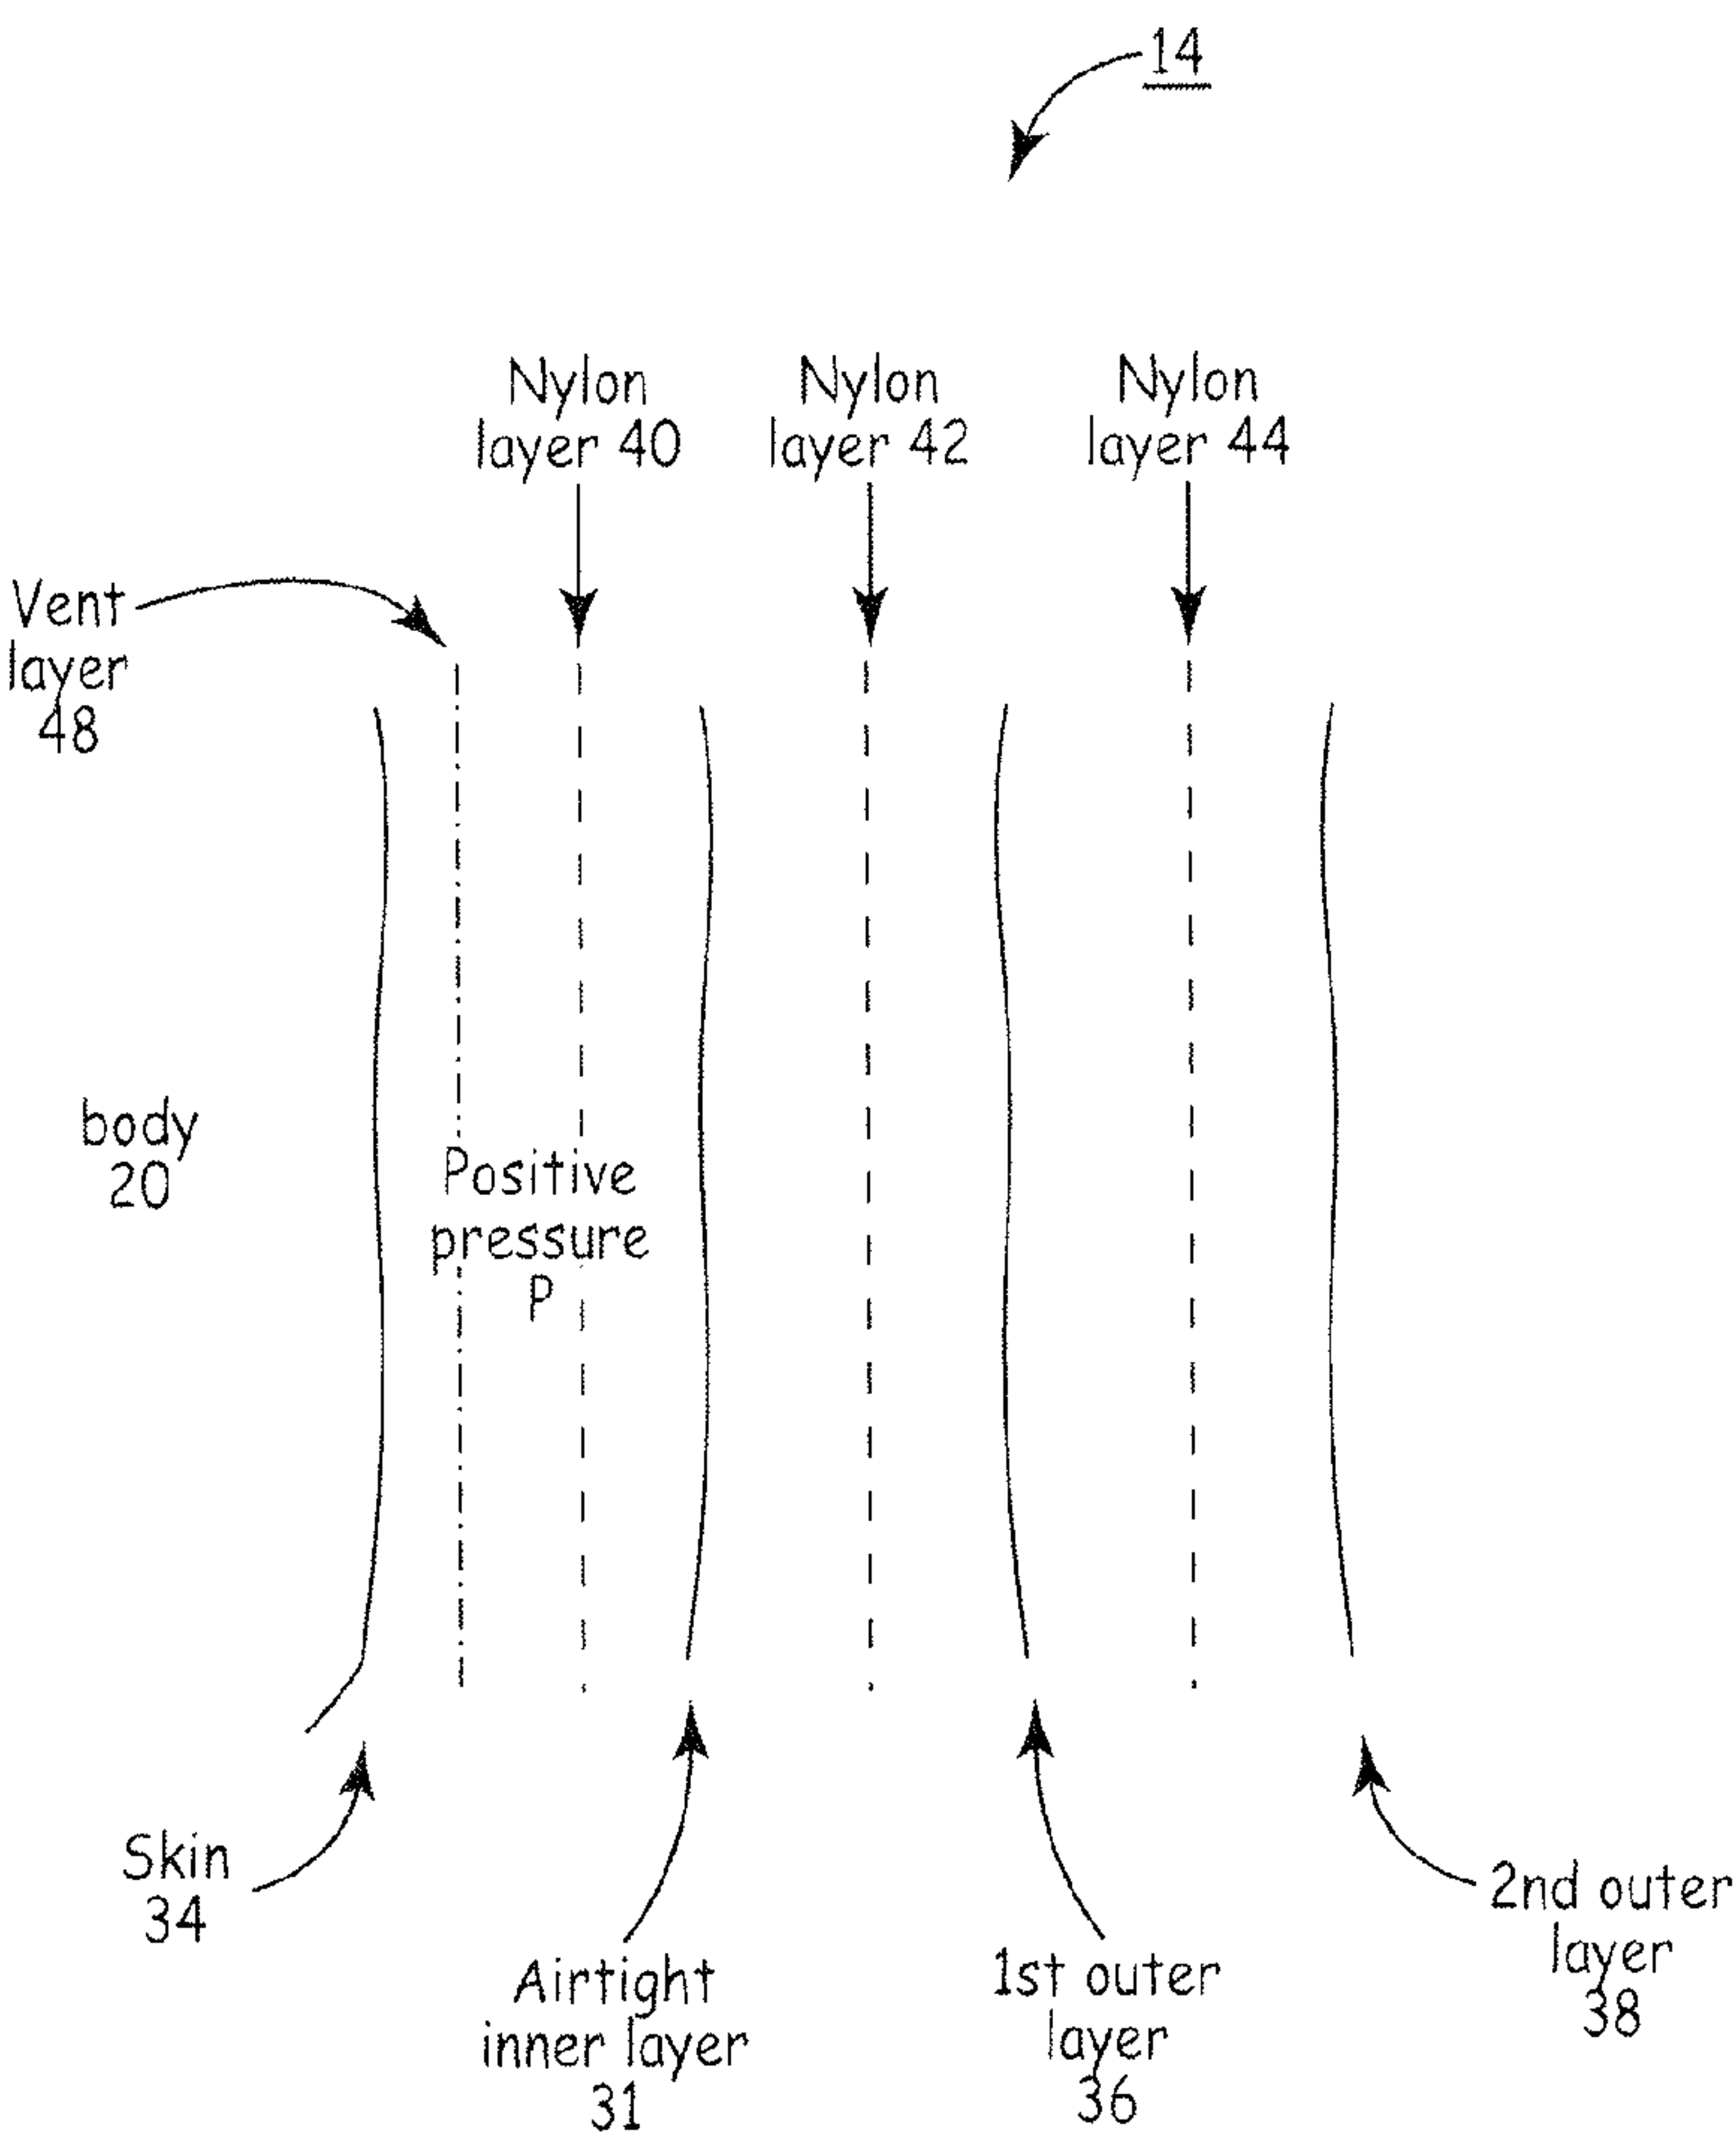 14
Nylon
layer 40
Nylon
layer 42
Nylon
layer 44
Vent
layer
48
body
20
Positive
pressure
P
Skin
34
Airtight
inner layer
31
1st outer
layer
36
2nd outer
layer
38